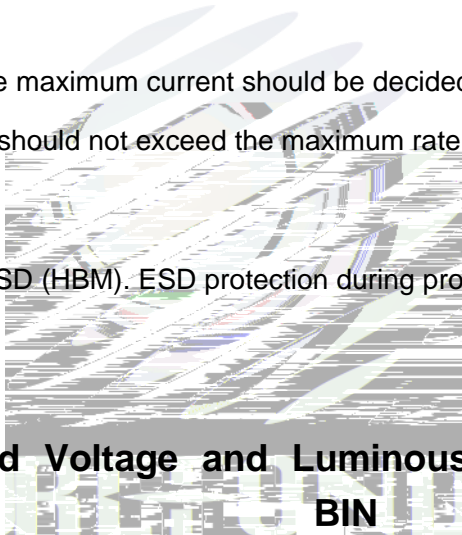 e maximum current should be decided
should not exceed the maximum rate
SD (HBM). ESD protection during pro
d Voltage and Luminous
BIN